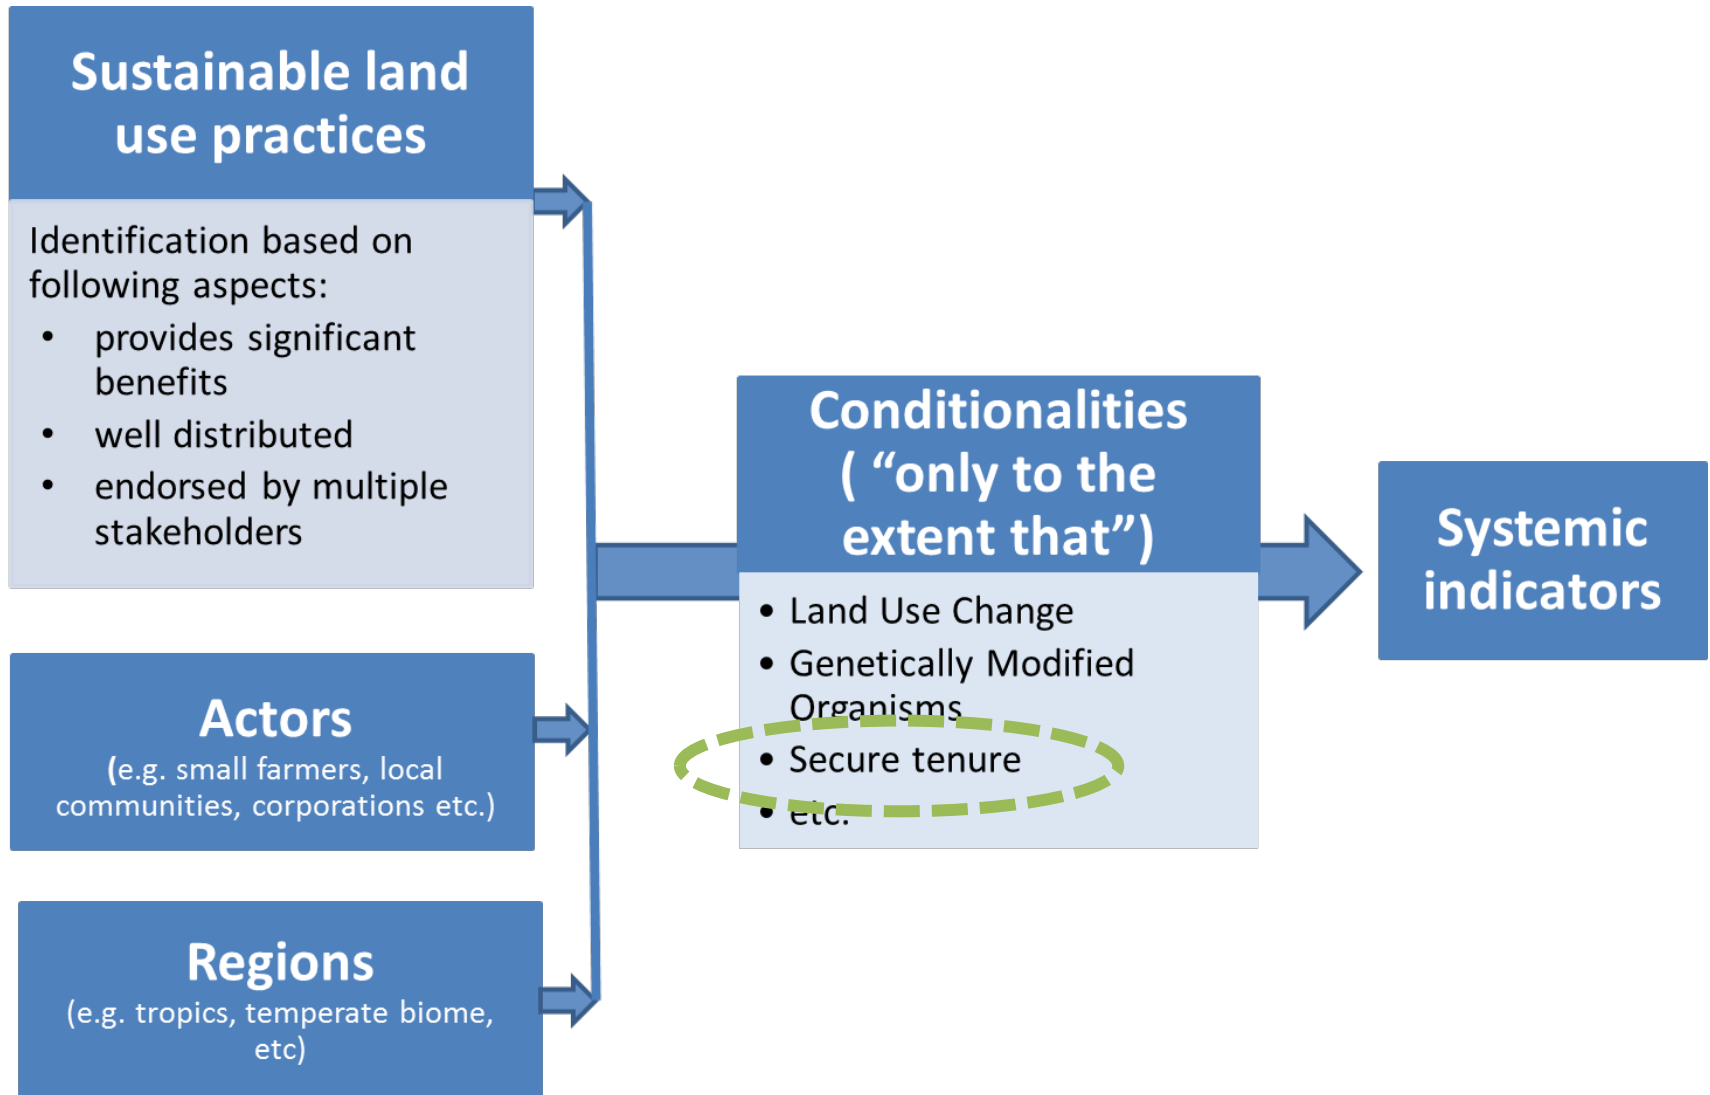 Sustainable land
use practices
Identification based on
following aspects:
• provides significant
benefits
• well distributed
• endorsed by multiple
stakeholders
Actors
(e.g. small farmers, local
communities, corporations etc.)
Regions
(e.g. tropics, temperate biome,
etc)
Conditionalities
( “only to the
extent that”)
• Land Use Change
• Genetically Modified
Organisms
• Secure tenure
• etc.
Systemic
indicators